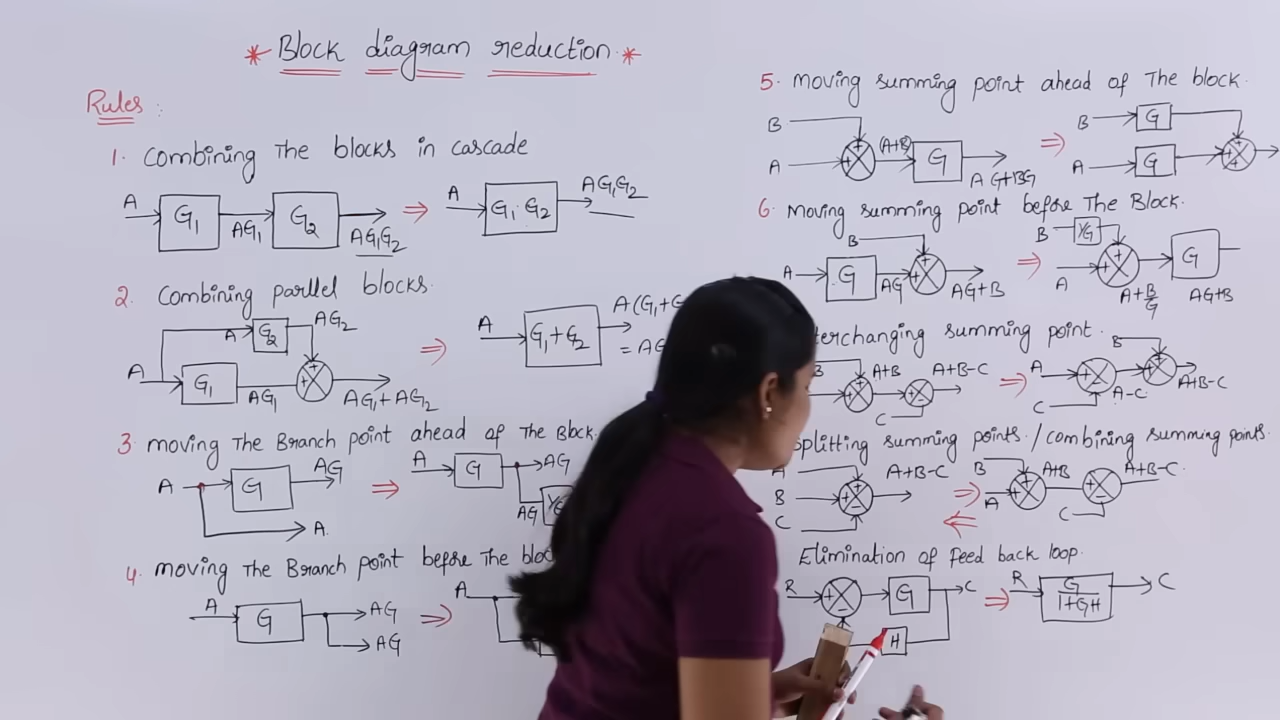 * Block diagram reduction *
Rules :
1. Combining The blocks in cascade
A G1 AG1 G2 AG1G2 ⇒ A G1.G2 AG1G2
2. Combining parllel blocks.
A A G2 AG2 G1 AG1 AG1+AG2 ⇒ A G1+G2 A(G1+G = AG
3 moving The Branch point ahead of The Block.
A G AG A. ⇒ A G AG AG
4. moving The Branch point before The bloc
A G AG AG ⇒ A
5. moving summing point ahead of The block.
B A (A+B) G AG+BG ⇒ B G A G
6. Moving summing point before The Block.
B A G AG AG+B ⇒ B 1/G A A+B/G G AG+B
terchanging summing point.
B A+B C A+B-C ⇒ A C A-C B A+B-C
splitting summing points. / combining summing points.
A B C A+B-C ⇒ ⇐ B A A+B C A+B-C
Elimination of feed back loop.
R G C H ⇒ R G/1+GH C